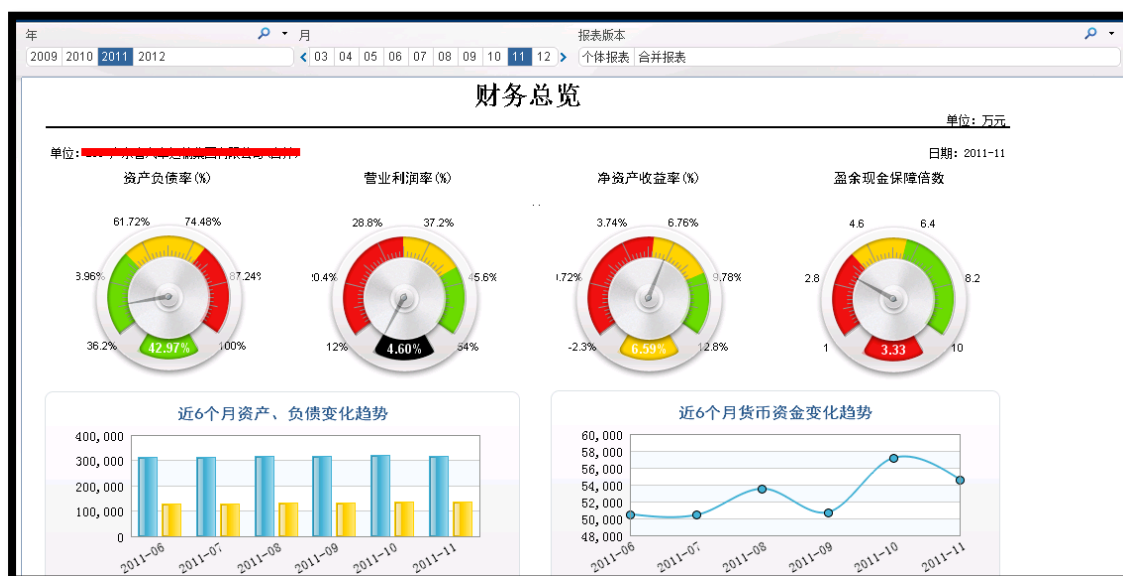 年 月 报表版本
2009 2010 2011 2012 03 04 05 06 07 08 09 10 11 12 个体报表 合并报表
财务总览
单位: 万元
单位: 日期: 2011-11
资产负债率(%) 营业利润率(%) 净资产收益率(%) 盈余现金保障倍数
61.72% 74.48% 28.8% 37.2% 3.74% 6.76% 4.6 6.4
3.96% 87.24% 20.4% 45.6% 0.72% 9.78% 2.8 8.2
36.2% 42.97% 100% 12% 4.60% 54% -2.3% 6.59% 12.8% 1 3.33 10
近6个月资产、负债变化趋势
400,000
300,000
200,000
100,000
0
2011-06 2011-07 2011-08 2011-09 2011-10 2011-11
近6个月货币资金变化趋势
60,000
58,000
56,000
54,000
52,000
50,000
48,000
2011-06 2011-07 2011-08 2011-09 2011-10 2011-11